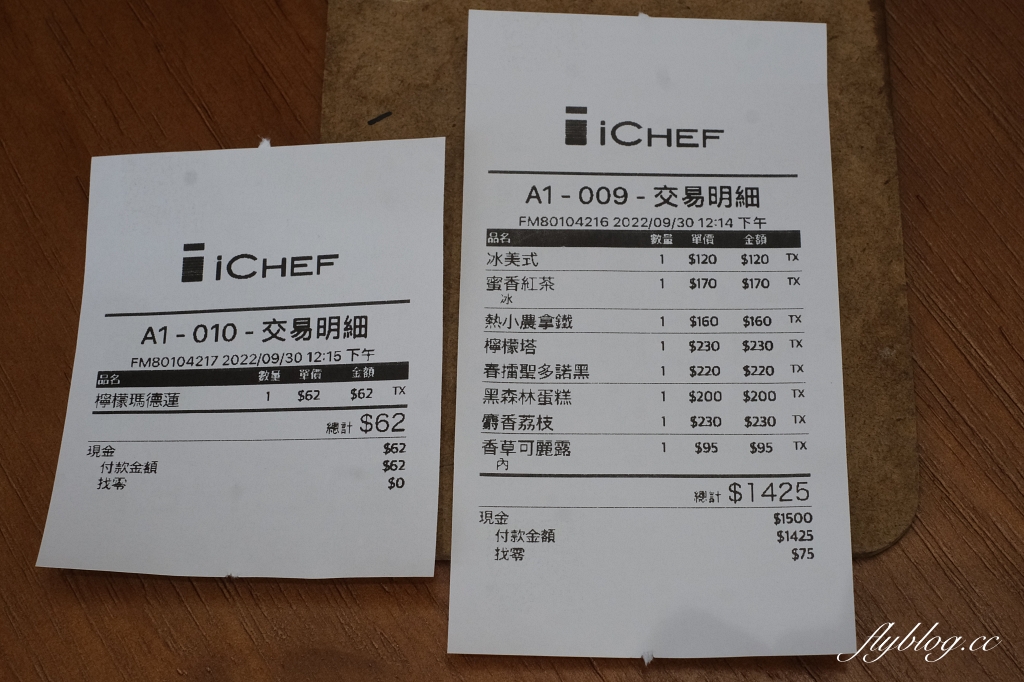 iCHEF
A1 - 010 - 交易明細
FM80104217 2022/09/30 12:15 下午
品名 數量 單價 金額
檸檬瑪德蓮 1 $62 $62 TX
總計 $62
現金 $62
付款金額 $62
找零 $0
iCHEF
A1 - 009 - 交易明細
FM80104216 2022/09/30 12:14 下午
品名 數量 單價 金額
冰美式 1 $120 $120 TX
蜜香紅茶 1 $170 $170 TX
冰
熱小農拿鐵 1 $160 $160 TX
檸檬塔 1 $230 $230 TX
春擂聖多諾黑 1 $220 $220 TX
黑森林蛋糕 1 $200 $200 TX
麝香荔枝 1 $230 $230 TX
香草可麗露 1 $95 $95 TX
內
總計 $1425
現金 $1500
付款金額 $1425
找零 $75
flyblog.cc